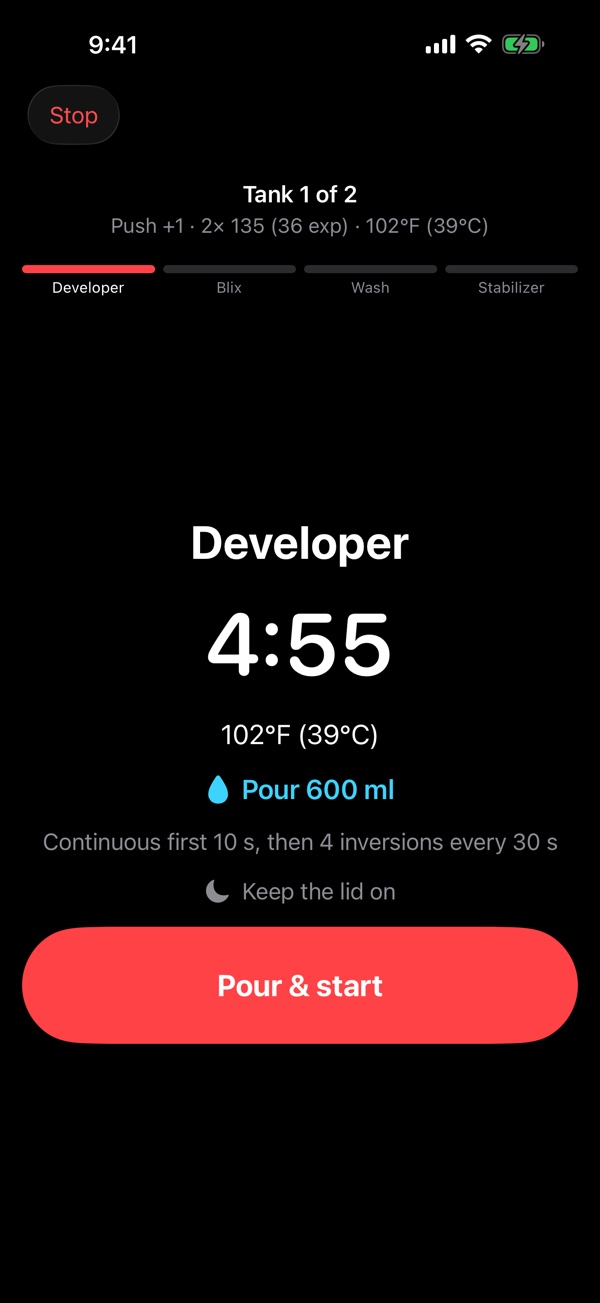 9:41
Stop
Tank 1 of 2
Push +1 · 2× 135 (36 exp) · 102°F (39°C)
Developer Blix Wash Stabilizer
Developer
4:55
102°F (39°C)
Pour 600 ml
Continuous first 10 s, then 4 inversions every 30 s
Keep the lid on
Pour & start